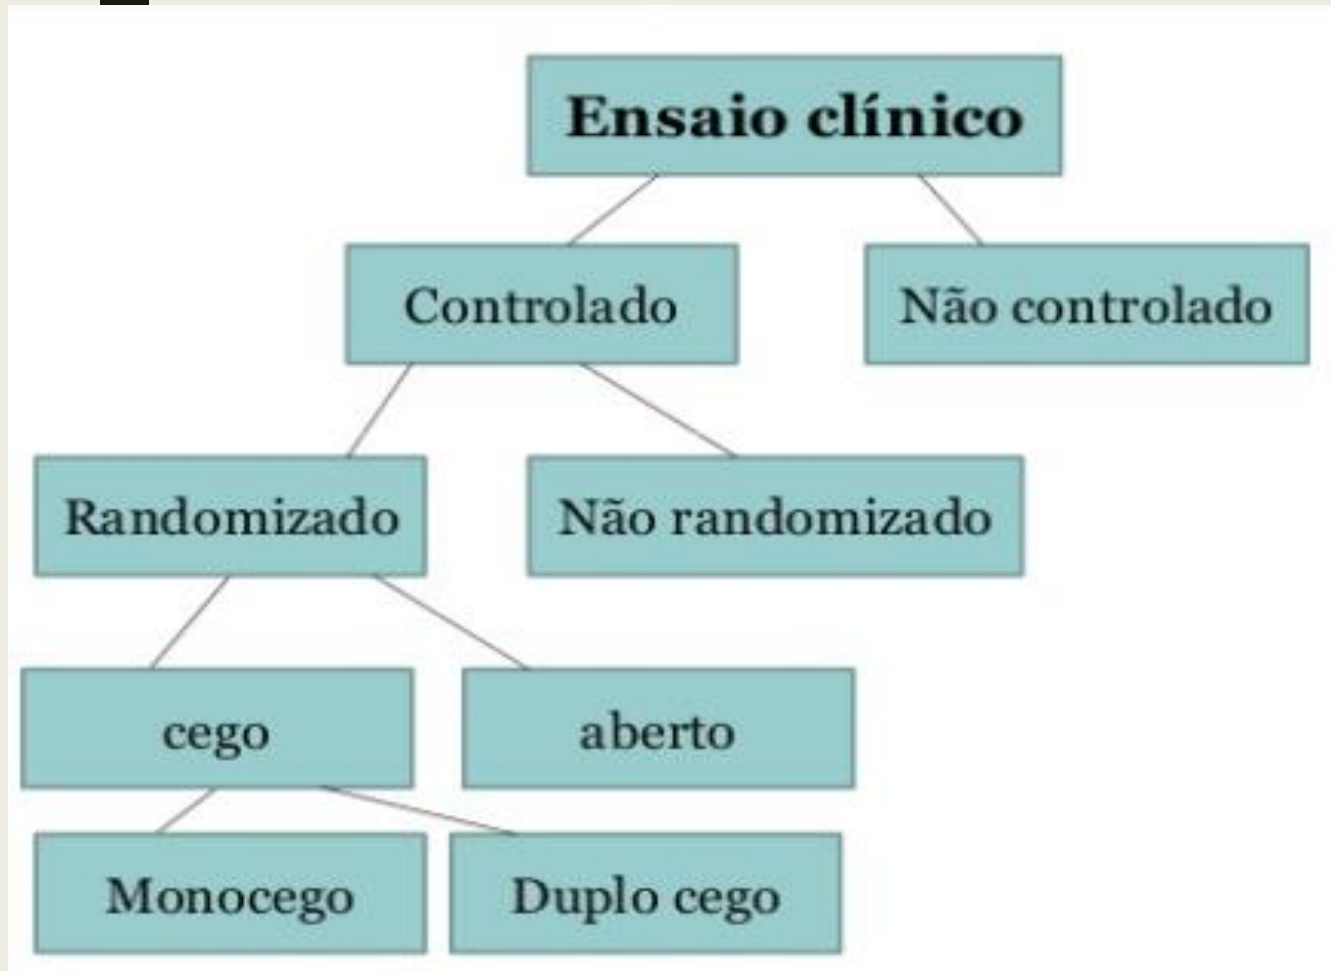 Ensaio clínico
Controlado
Não controlado
Randomizado
Não randomizado
cego
aberto
Monocego
Duplo cego